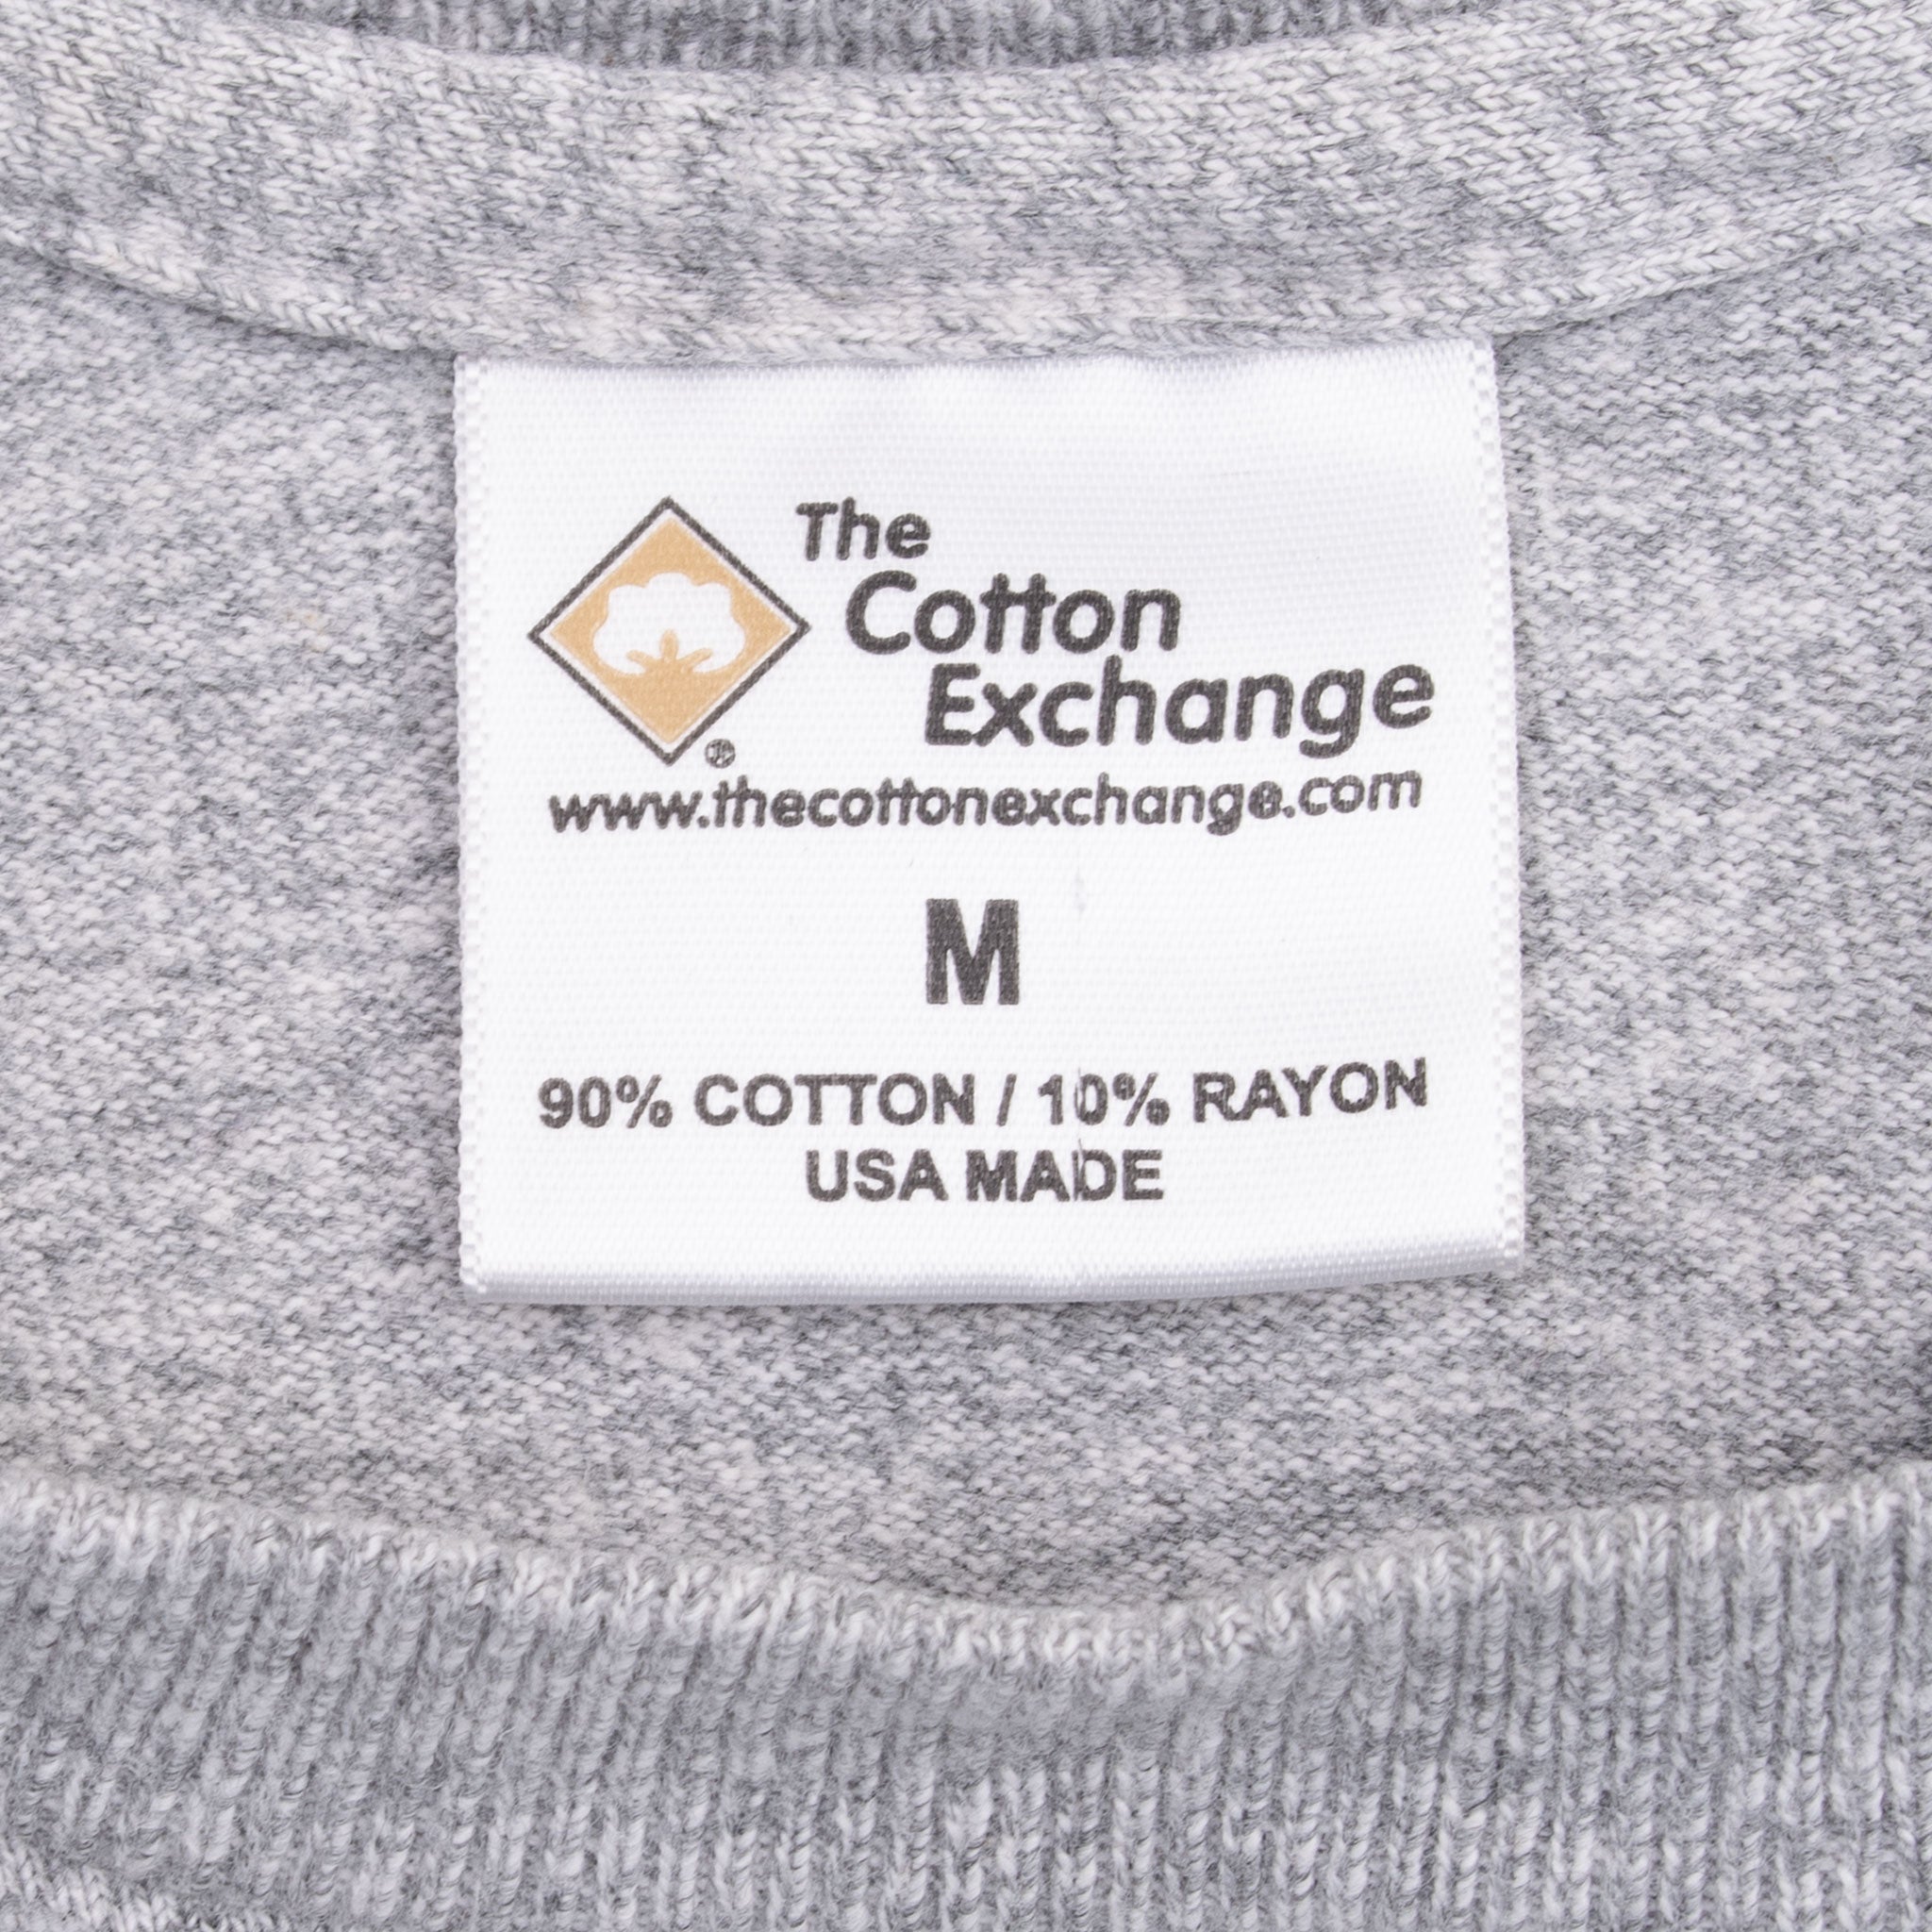 The
Cotton
Exchange
®
www.thecottonexchange.com
M
90% COTTON / 10% RAYON
USA MADE